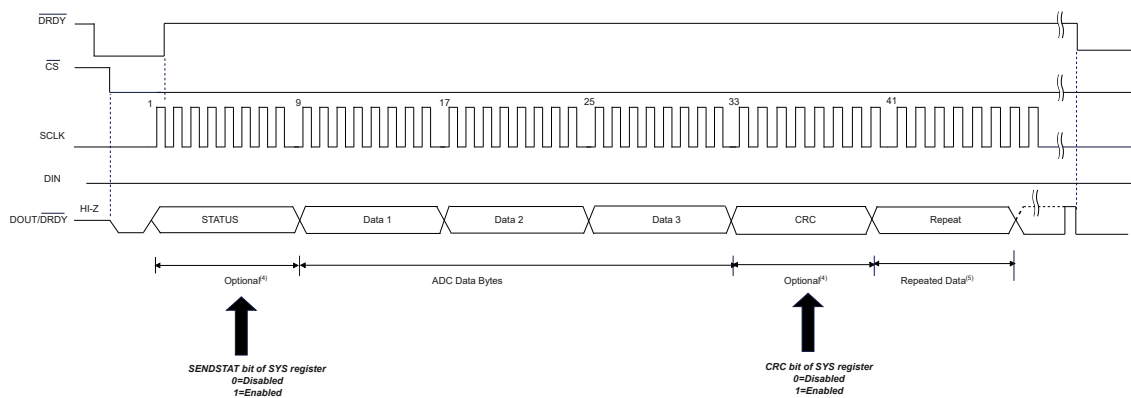 DRDY
CS
1 9 17 25 33 41
SCLK
DIN
HI-Z
DOUT/DRDY
STATUS Data 1 Data 2 Data 3 CRC Repeat
Optional(4) ADC Data Bytes Optional(4) Repeated Data(5)
SENDSTAT bit of SYS register
0=Disabled
1=Enabled
CRC bit of SYS register
0=Disabled
1=Enabled